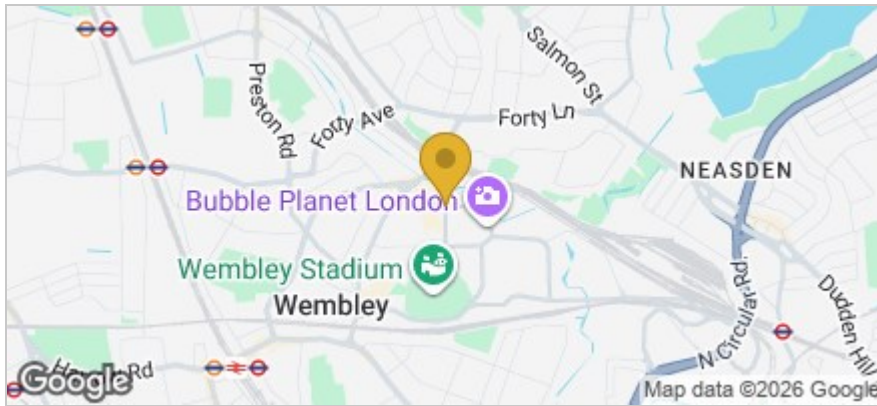 Salmon St
Preston Rd
Forty Ave
Forty Ln
NEASDEN
Bubble Planet London
Wembley Stadium
Wembley
N Circular Rd.
Dudden Hill
Rd
Google
Map data ©2026 Google